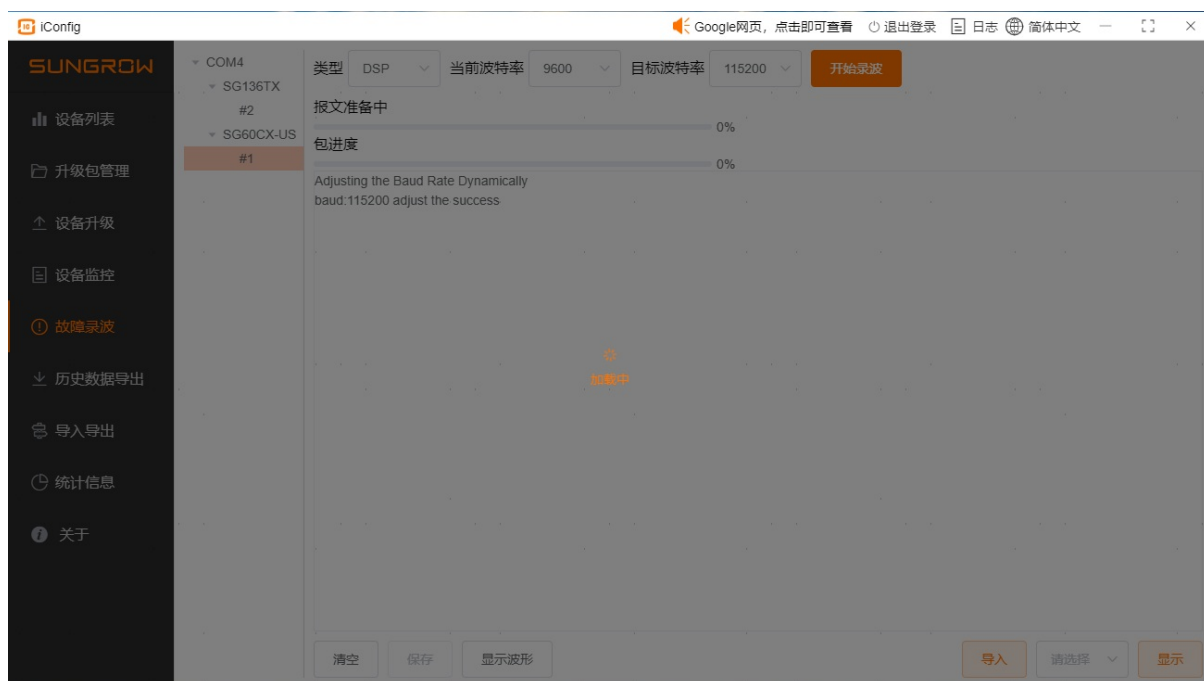 iConfig
Google网页，点击即可查看 退出登录 日志 简体中文
SUNGROW
设备列表
升级包管理
设备升级
设备监控
故障录波
历史数据导出
导入导出
统计信息
关于
COM4
SG136TX
#2
SG60CX-US
#1
类型 DSP 当前波特率 9600 目标波特率 115200 开始录波
报文准备中
0%
包进度
0%
Adjusting the Baud Rate Dynamically
baud:115200 adjust the success
加载中
清空 保存 显示波形 导入 请选择 显示